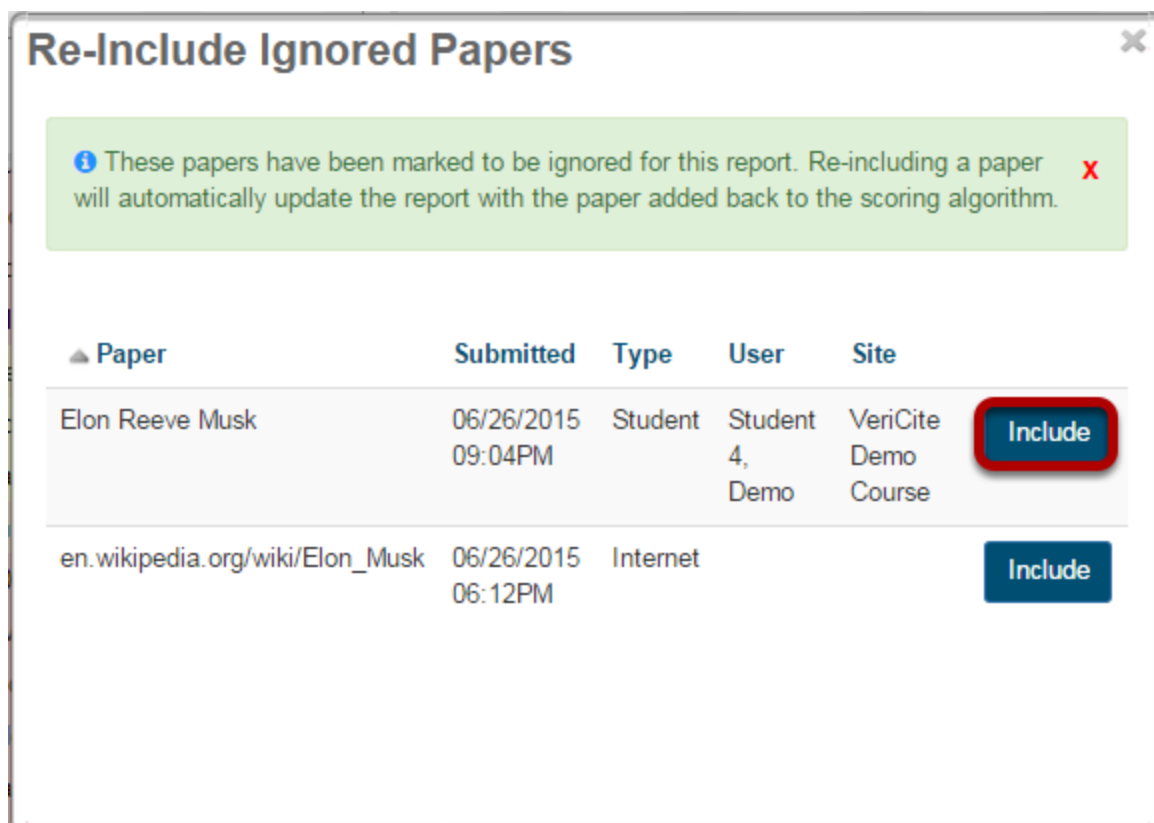 Re-Include Ignored Papers
These papers have been marked to be ignored for this report. Re-including a paper X
will automatically update the report with the paper added back to the scoring algorithm.
Paper Submitted Type User Site
Elon Reeve Musk 06/26/2015 Student Student VeriCite Include
09:04PM 4, Demo
Demo Course
en.wikipedia.org/wiki/Elon_Musk 06/26/2015 Internet Include
06:12PM